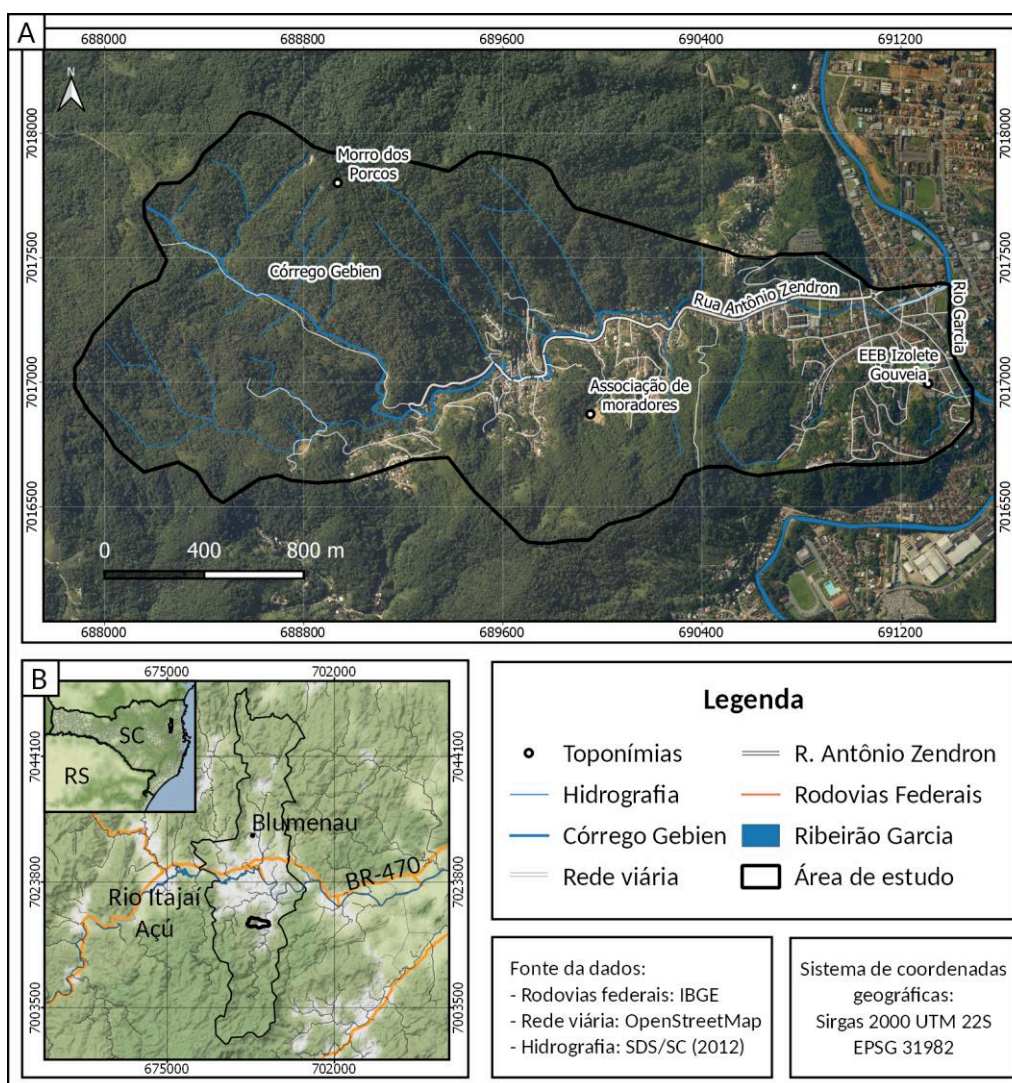 A
688000 688800 689600 690400 691200
N
7018000 7018000
Morro dos
Porcos
7017500 7017500
Córrego Gebien
Rua Antônio Zendron
Rio Garcia
EEB Izolete
Gouveia
7017000 7017000
Associação de
moradores
7016500 7016500
0 400 800 m
688000 688800 689600 690400 691200
B
675000 702000
SC
RS
7044100 7044100
Blumenau
BR-470
7023800 7023800
Rio Itajaí
Açú
7003500 7003500
675000 702000
Legenda
Toponímias
Hidrografia
Córrego Gebien
Rede viária
R. Antônio Zendron
Rodovias Federais
Ribeirão Garcia
Área de estudo
Fonte da dados:
- Rodovias federais: IBGE
- Rede viária: OpenStreetMap
- Hidrografia: SDS/SC (2012)
Sistema de coordenadas
geográficas:
Sirgas 2000 UTM 22S
EPSG 31982